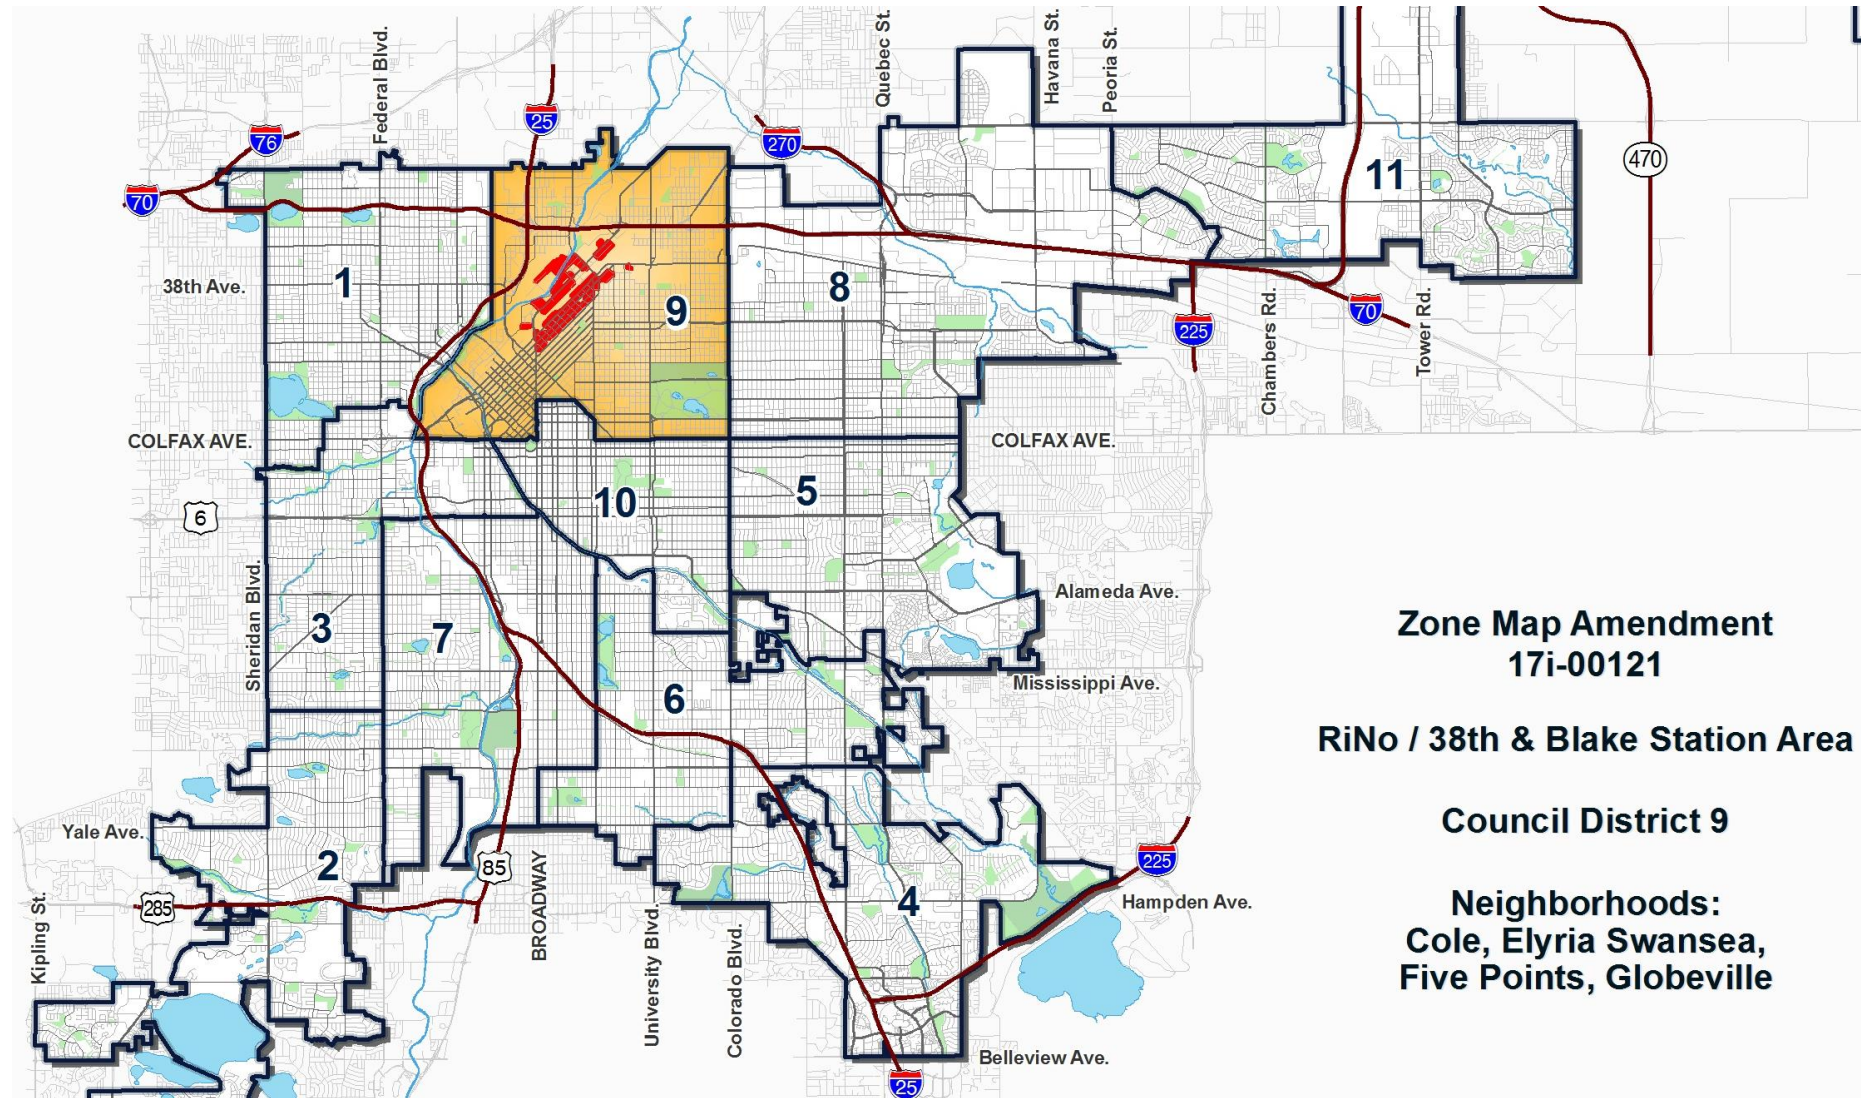 Federal Blvd.
Quebec St.
Havana St.
Peoria St.
76
25
270
470
70
11
38th Ave.
1
9
8
225
70
Chambers Rd.
Tower Rd.
COLFAX AVE.
COLFAX AVE.
6
10
5
Sheridan Blvd.
3
7
6
Alameda Ave.
Mississippi Ave.
Zone Map Amendment
17i-00121
RiNo / 38th & Blake Station Area
Council District 9
Neighborhoods:
Cole, Elyria Swansea,
Five Points, Globeville
Yale Ave.
2
85
225
285
4
Hampden Ave.
Kipling St.
BROADWAY
University Blvd.
Colorado Blvd.
Belleview Ave.
25